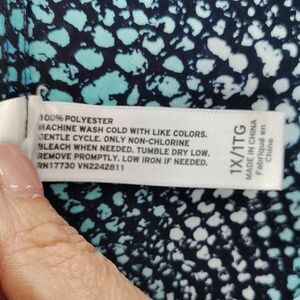 100% POLYESTER
MACHINE WASH COLD WITH LIKE COLORS.
GENTLE CYCLE. ONLY NON-CHLORINE
BLEACH WHEN NEEDED. TUMBLE DRY LOW.
REMOVE PROMPTLY. LOW IRON IF NEEDED.
RN17730 VN2242811
1X/1TG
MADE IN CHINA
Fabriqué en
Chine